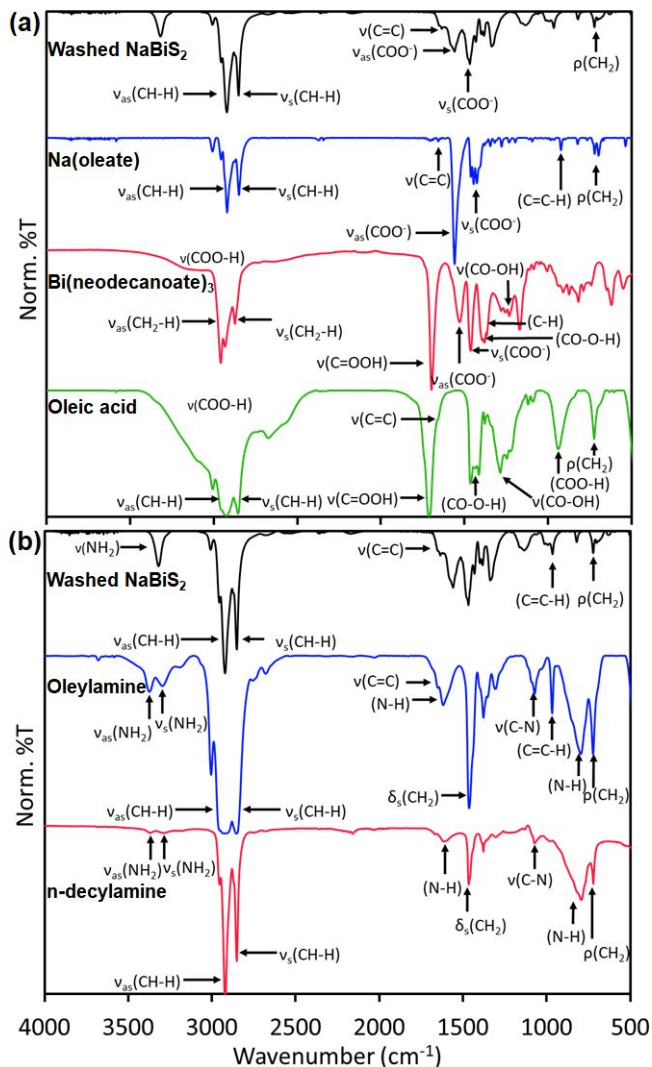 (a)
Washed NaBiS₂
ν(C=C)
νas(COO⁻)
ρ(CH₂)
νas(CH-H)
νs(CH-H)
νs(COO⁻)
Na(oleate)
νas(CH-H)
νs(CH-H)
ν(C=C)
(C=C-H)
ρ(CH₂)
νas(COO⁻)
νs(COO⁻)
ν(COO-H)
ν(CO-OH)
Bi(neodecanoate)₃
νas(CH₂-H)
νs(CH₂-H)
(C-H)
(CO-O-H)
ν(C=OOH)
νs(COO⁻)
νas(COO⁻)
Oleic acid
ν(COO-H)
ν(C=C)
νas(CH-H)
νs(CH-H)
ν(C=OOH)
(CO-O-H)
ρ(CH₂)
(COO-H)
ν(CO-OH)
Norm. %T
(b)
ν(NH₂)
Washed NaBiS₂
ν(C=C)
νas(CH-H)
νs(CH-H)
(C=C-H)
ρ(CH₂)
Oleylamine
ν(C=C)
(N-H)
νas(NH₂)
νs(NH₂)
ν(C-N)
(C=C-H)
(N-H)
ρ(CH₂)
νas(CH-H)
νs(CH-H)
δs(CH₂)
νas(NH₂)
νs(NH₂)
n-decylamine
(N-H)
ν(C-N)
δs(CH₂)
(N-H)
ρ(CH₂)
νs(CH-H)
νas(CH-H)
Norm. %T
4000 3500 3000 2500 2000 1500 1000 500
Wavenumber (cm⁻¹)